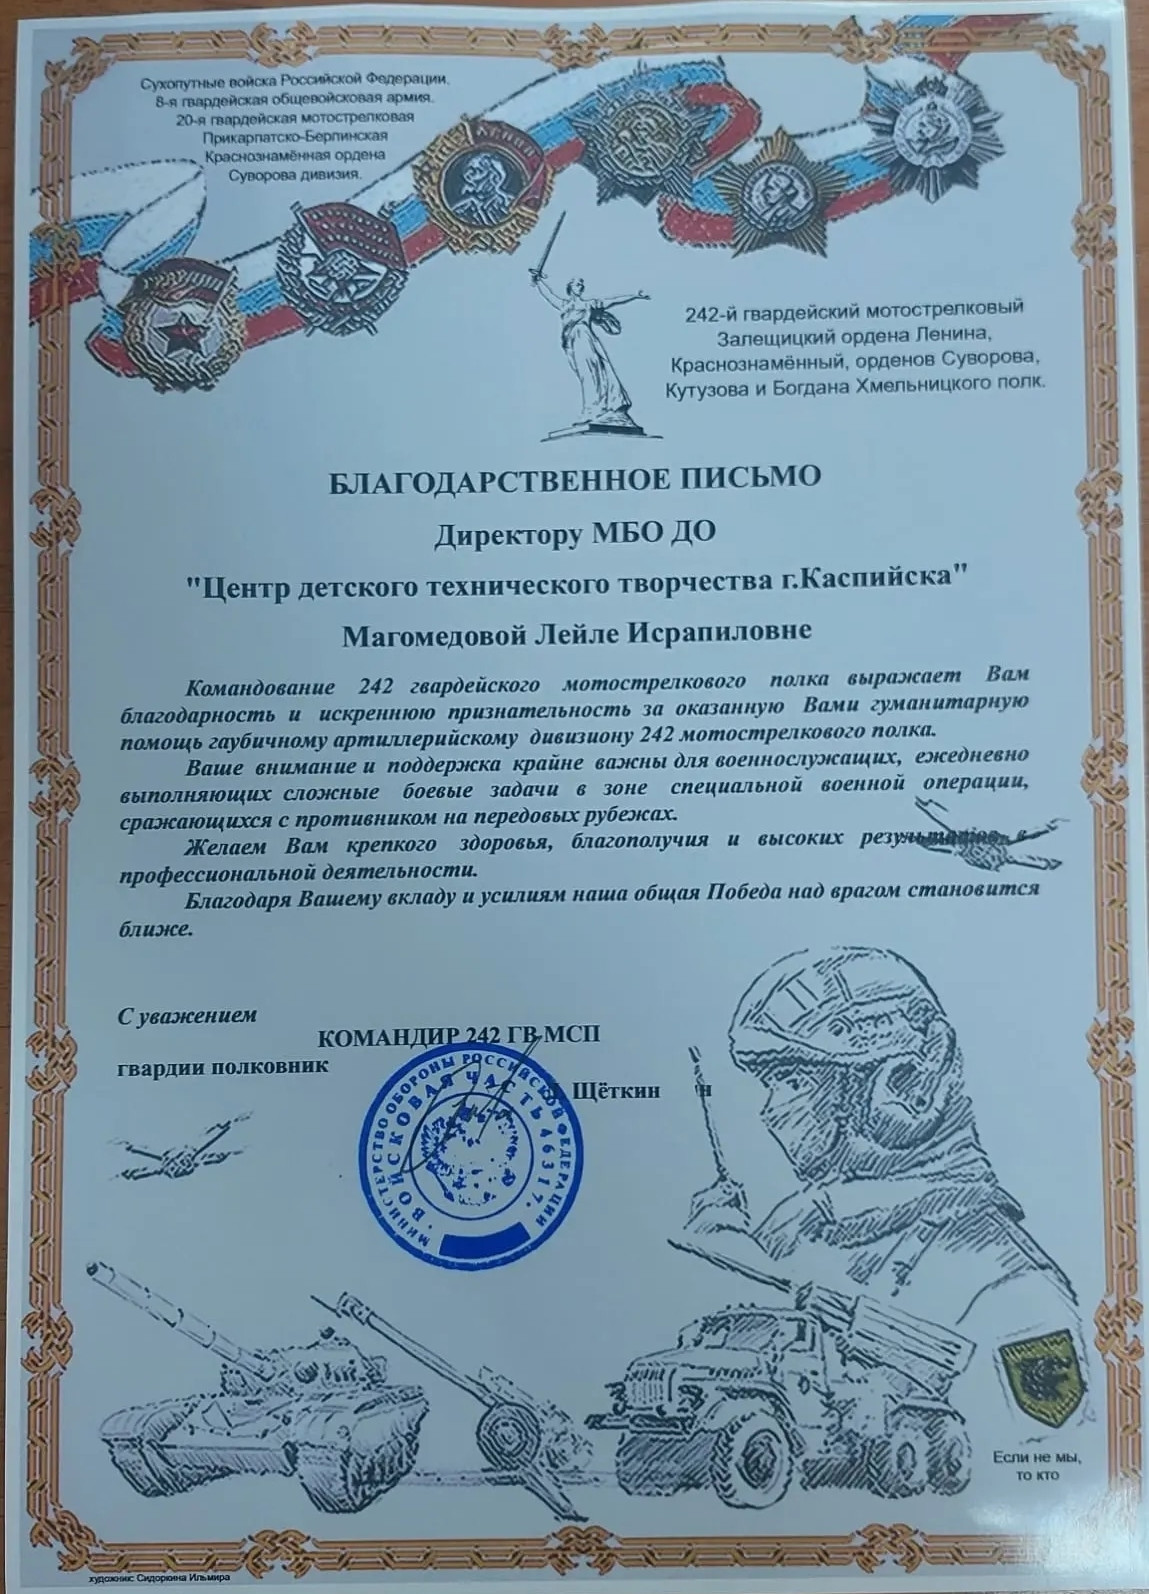 Сухопутные войска Российской Федерации.
8-я гвардейская общевойсковая армия.
20-я гвардейская мотострелковая
Прикарпатско-Берлинская
Краснознамённая ордена
Суворова дивизия.
242-й гвардейский мотострелковый
Залещицкий ордена Ленина,
Краснознамённый, орденов Суворова,
Кутузова и Богдана Хмельницкого полк.
БЛАГОДАРСТВЕННОЕ ПИСЬМО
Директору МБО ДО
"Центр детского технического творчества г.Каспийска"
Магомедовой Лейле Исрапиловне
Командование 242 гвардейского мотострелкового полка выражает Вам
благодарность и искреннюю признательность за оказанную Вами гуманитарную
помощь гаубичному артиллерийскому дивизиону 242 мотострелкового полка.
Ваше внимание и поддержка крайне важны для военнослужащих, ежедневно
выполняющих сложные боевые задачи в зоне специальной военной операции,
сражающихся с противником на передовых рубежах.
Желаем Вам крепкого здоровья, благополучия и высоких результатов в
профессиональной деятельности.
Благодаря Вашему вкладу и усилиям наша общая Победа над врагом становится
ближе.
С уважением
КОМАНДИР 242 ГВ МСП
гвардии полковник
Щёткин
МИНИСТЕРСТВО ОБОРОНЫ РОССИЙСКОЙ ФЕДЕРАЦИИ
ВОЙСКОВАЯ ЧАСТЬ 46317
Если не мы,
то кто
художник: Сидоркина Ильмира